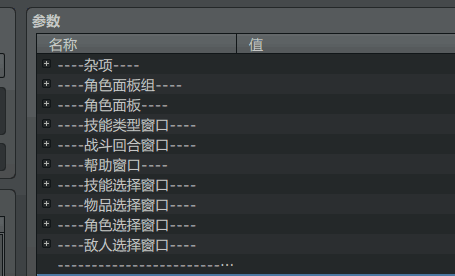 参数
名称 值
----杂项----
----角色面板组----
----角色面板----
----技能类型窗口----
----战斗回合窗口----
----帮助窗口----
----技能选择窗口----
----物品选择窗口----
----角色选择窗口----
----敌人选择窗口----
------------------------…